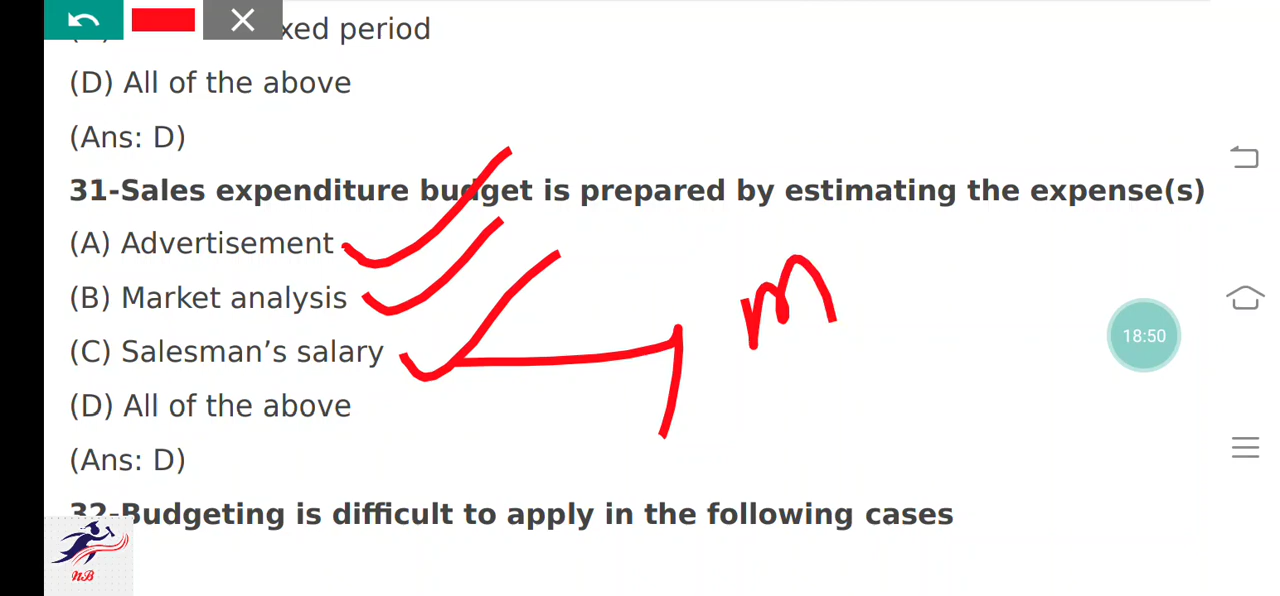 xed period
(D) All of the above
(Ans: D)
31-Sales expenditure budget is prepared by estimating the expense(s)
(A) Advertisement
(B) Market analysis
m
(C) Salesman’s salary
18:50
(D) All of the above
(Ans: D)
32-Budgeting is difficult to apply in the following cases
NB